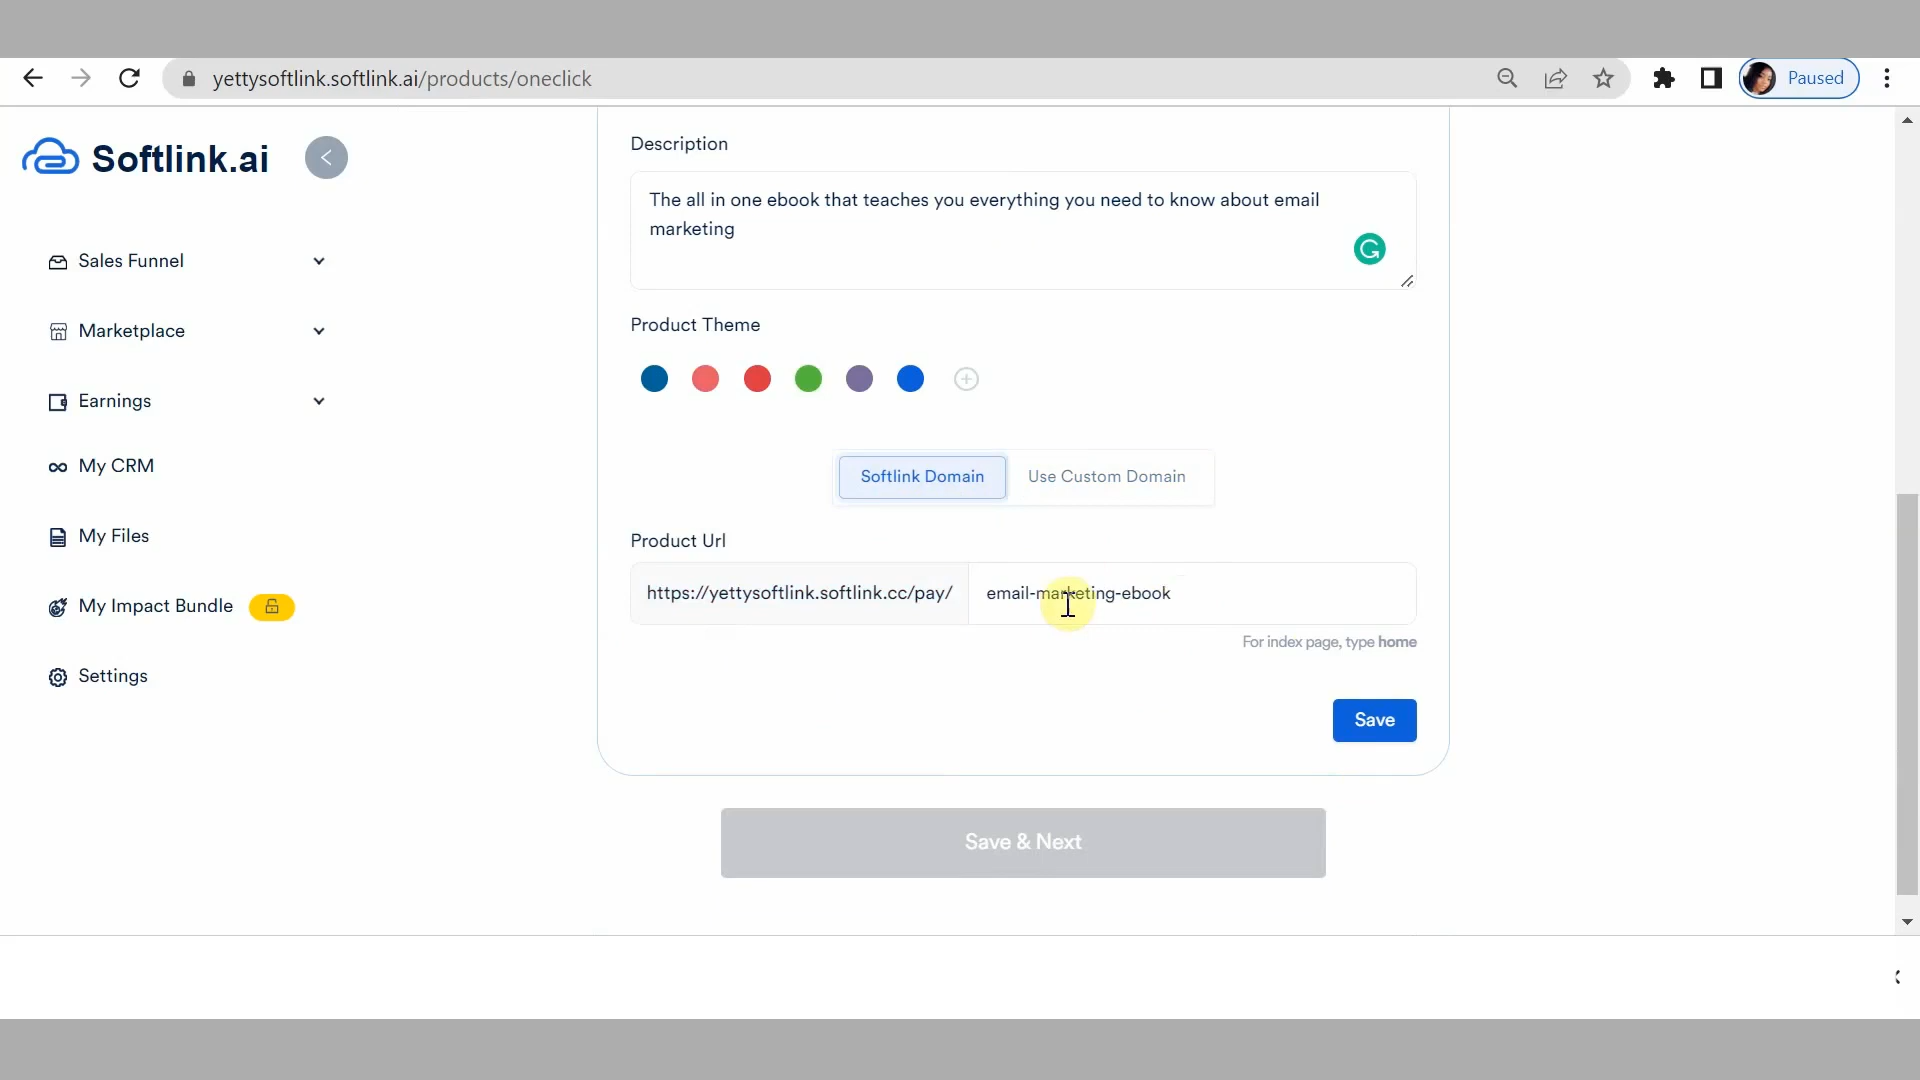 yettysoftlink.softlink.ai/products/oneclick
Paused
Softlink.ai
Sales Funnel
Marketplace
Earnings
My CRM
My Files
My Impact Bundle
Settings
Description
The all in one ebook that teaches you everything you need to know about email
marketing
Product Theme
Softlink Domain
Use Custom Domain
Product Url
https://yettysoftlink.softlink.cc/pay/
email-marketing-ebook
For index page, type home
Save
Save & Next